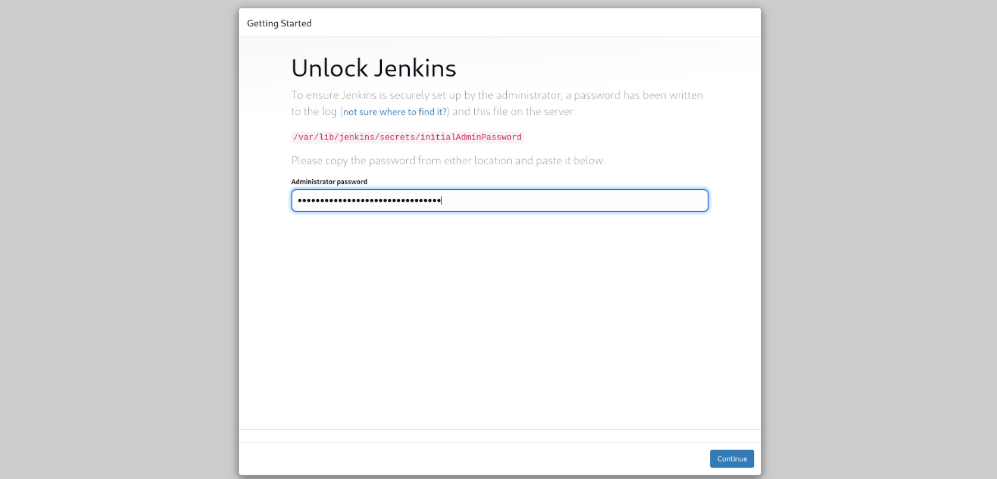 Getting Started
Unlock Jenkins
To ensure Jenkins is securely set up by the administrator, a password has been written
to the log (not sure where to find it?) and this file on the server:
/var/lib/jenkins/secrets/initialAdminPassword
Please copy the password from either location and paste it below.
Administrator password
••••••••••••••••••••••••••••••••
Continue